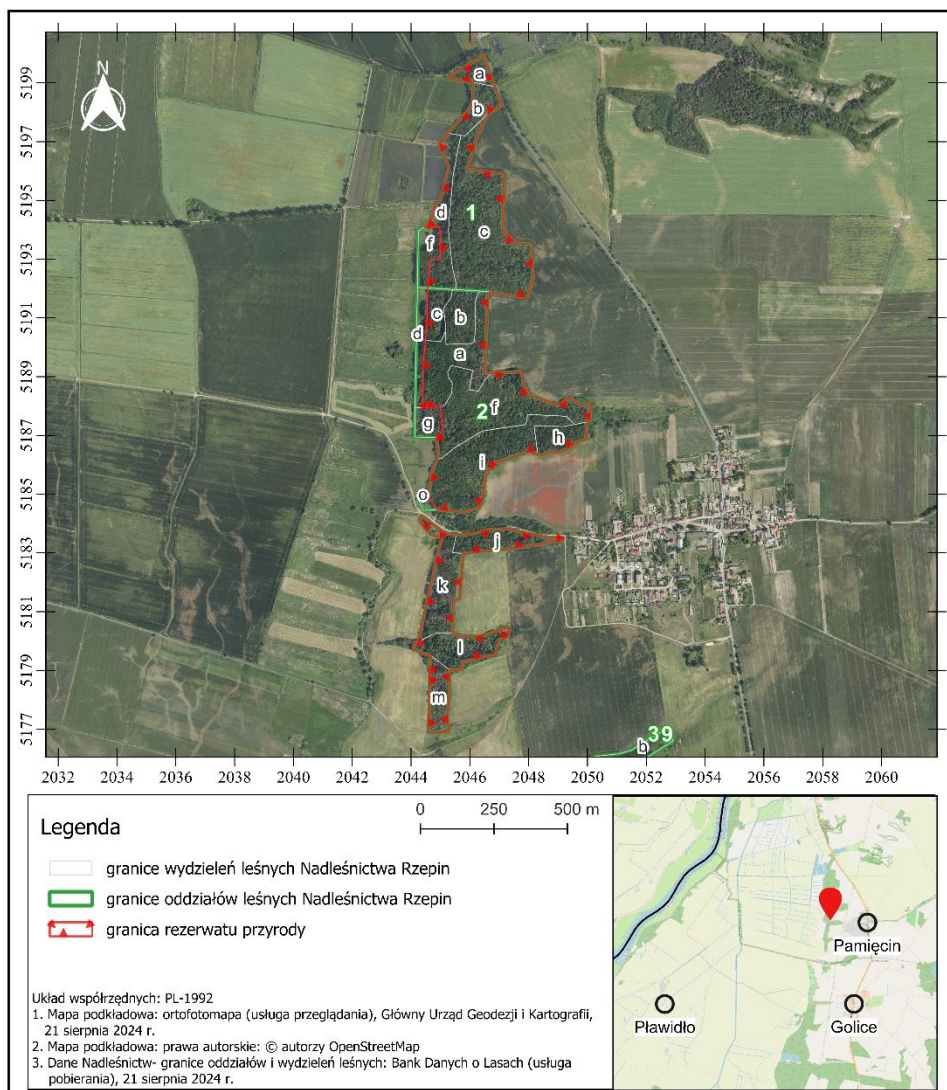 N
5199
5197
5195
5193
5191
5189
5187
5185
5183
5181
5179
5177
a
b
d
1
c
f
c
b
d
a
f
2
g
h
i
o
j
k
l
m
39
b
2032 2034 2036 2038 2040 2042 2044 2046 2048 2050 2052 2054 2056 2058 2060
Legenda
0 250 500 m
granice wydzieleń leśnych Nadleśnictwa Rzepin
granice oddziałów leśnych Nadleśnictwa Rzepin
granica rezerwatu przyrody
Układ współrzędnych: PL-1992
1. Mapa podkładowa: ortofotomapa (usługa przeglądania), Główny Urząd Geodezji i Kartografii,
21 sierpnia 2024 r.
2. Mapa podkładowa: prawa autorskie: © autorzy OpenStreetMap
3. Dane Nadleśnictw- granice oddziałów i wydzieleń leśnych: Bank Danych o Lasach (usługa
pobierania), 21 sierpnia 2024 r.
Pamięcin
Pławidło
Golice